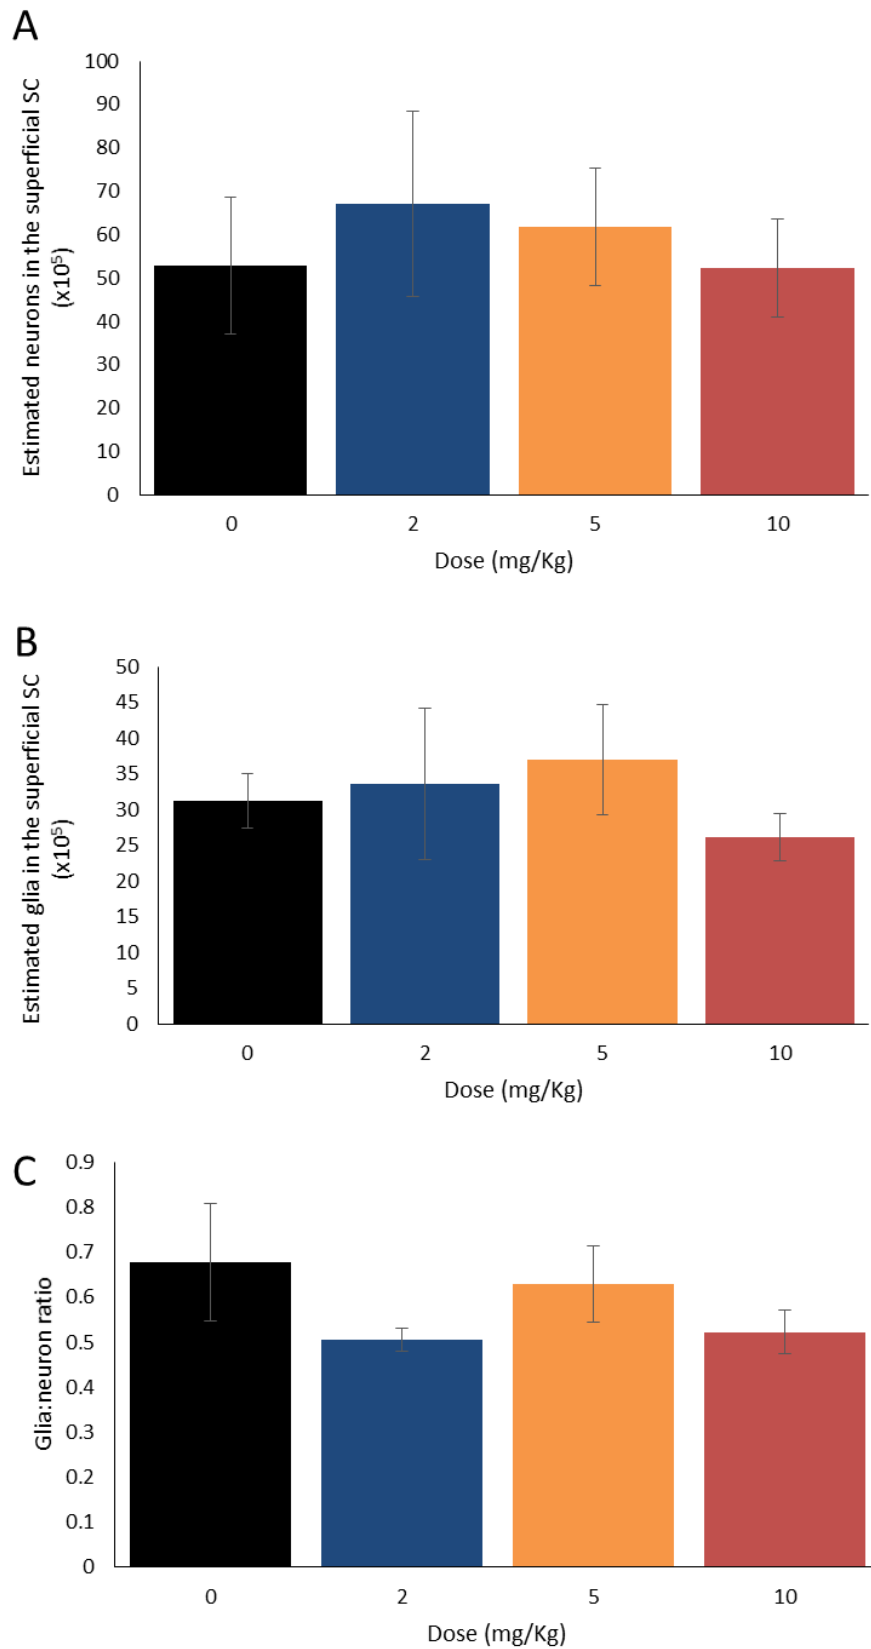 A
Estimated neurons in the superficial SC
(x10⁵)
100
90
80
70
60
50
40
30
20
10
0
0 2 5 10
Dose (mg/Kg)
B
Estimated glia in the superficial SC
(x10⁵)
50
45
40
35
30
25
20
15
10
5
0
0 2 5 10
Dose (mg/Kg)
C
Glia:neuron ratio
0.9
0.8
0.7
0.6
0.5
0.4
0.3
0.2
0.1
0
0 2 5 10
Dose (mg/Kg)